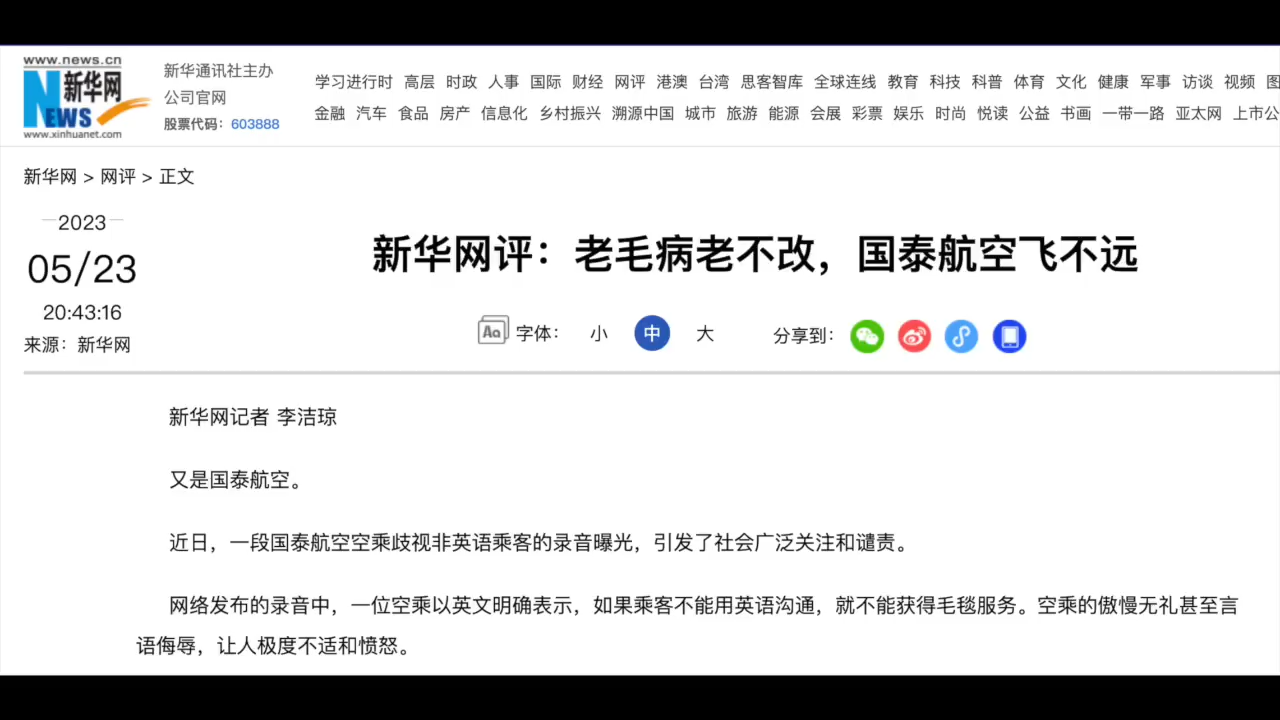 www.news.cn
新华网
NEWS
www.xinhuanet.com
新华通讯社主办
公司官网
股票代码：603888
学习进行时 高层 时政 人事 国际 财经 网评 港澳 台湾 思客智库 全球连线 教育 科技 科普 体育 文化 健康 军事 访谈 视频 图
金融 汽车 食品 房产 信息化 乡村振兴 溯源中国 城市 旅游 能源 会展 彩票 娱乐 时尚 悦读 公益 书画 一带一路 亚太网 上市公
新华网 > 网评 > 正文
2023
05/23
20:43:16
来源：新华网
新华网评：老毛病老不改，国泰航空飞不远
Aa 字体： 小 中 大 分享到：
新华网记者 李洁琼
又是国泰航空。
近日，一段国泰航空空乘歧视非英语乘客的录音曝光，引发了社会广泛关注和谴责。
网络发布的录音中，一位空乘以英文明确表示，如果乘客不能用英语沟通，就不能获得毛毯服务。空乘的傲慢无礼甚至言
语侮辱，让人极度不适和愤怒。